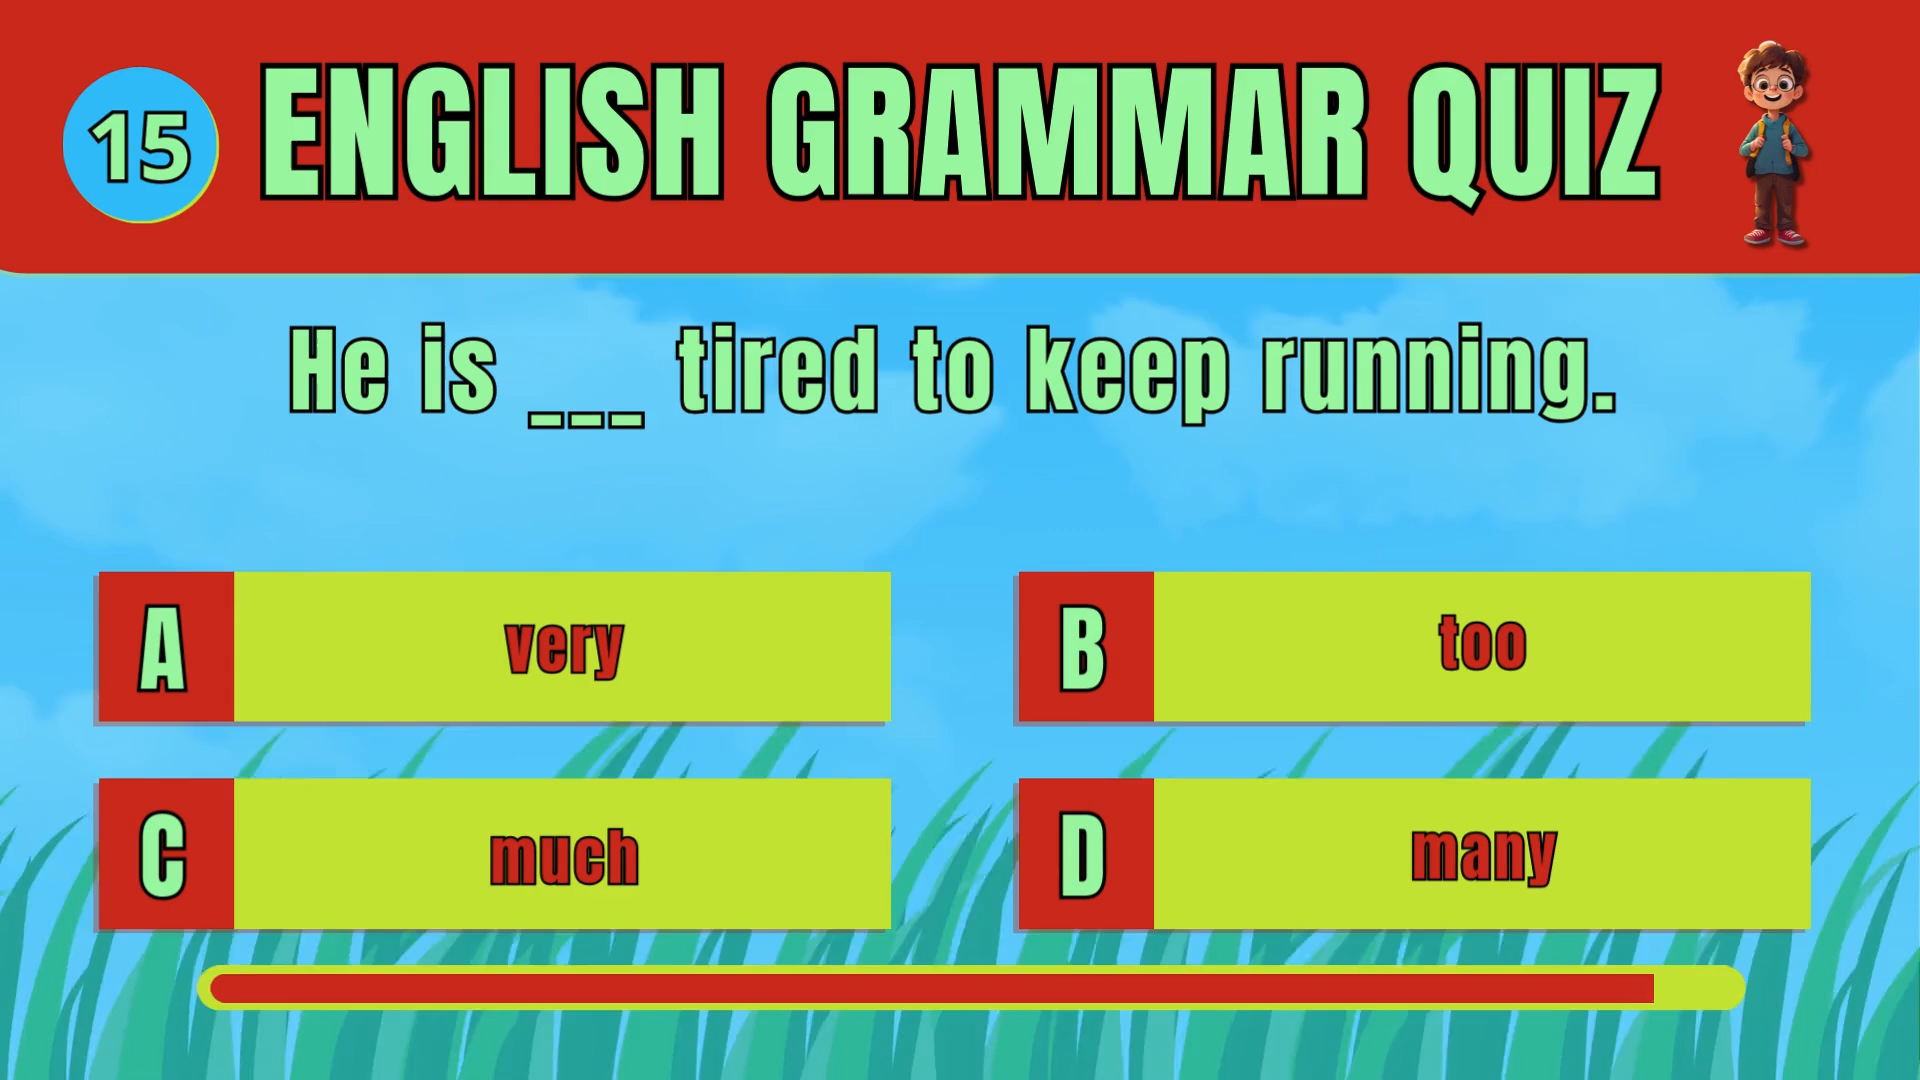 15
ENGLISH GRAMMAR QUIZ
He is ___ tired to keep running.
A
very
B
too
C
much
D
many